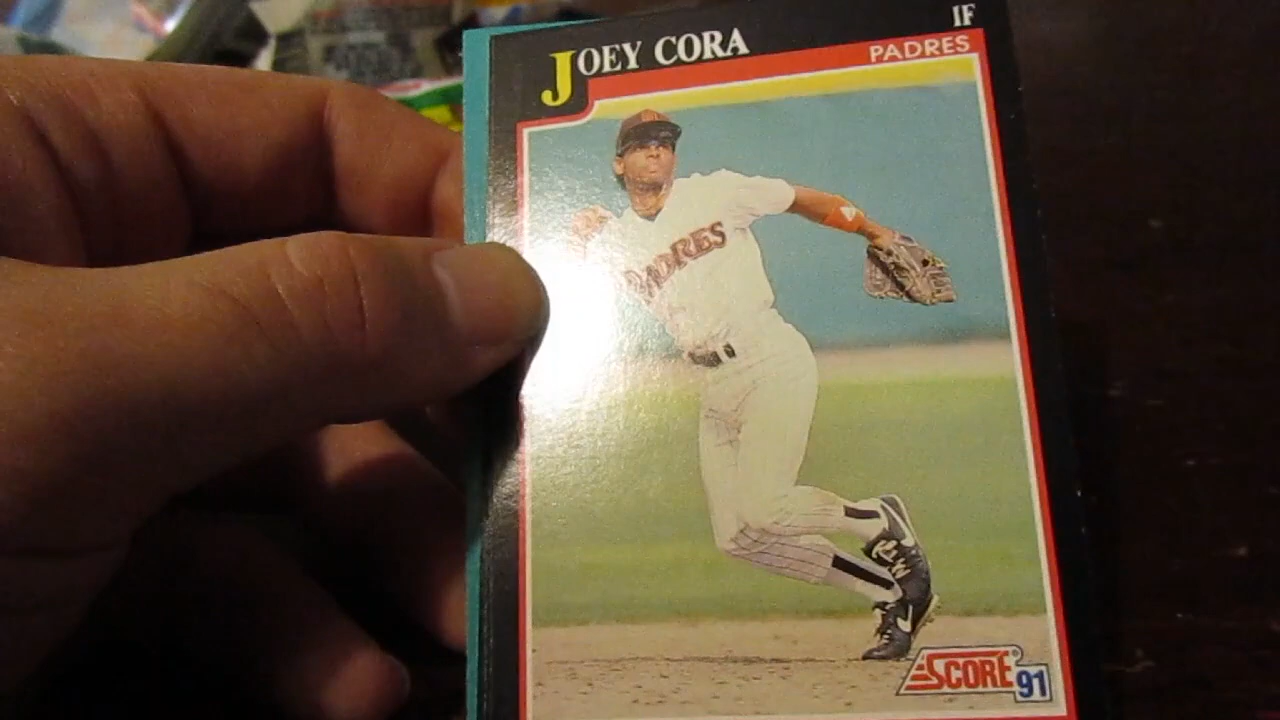 JOEY CORA
IF
PADRES
PADRES
SCORE® 91